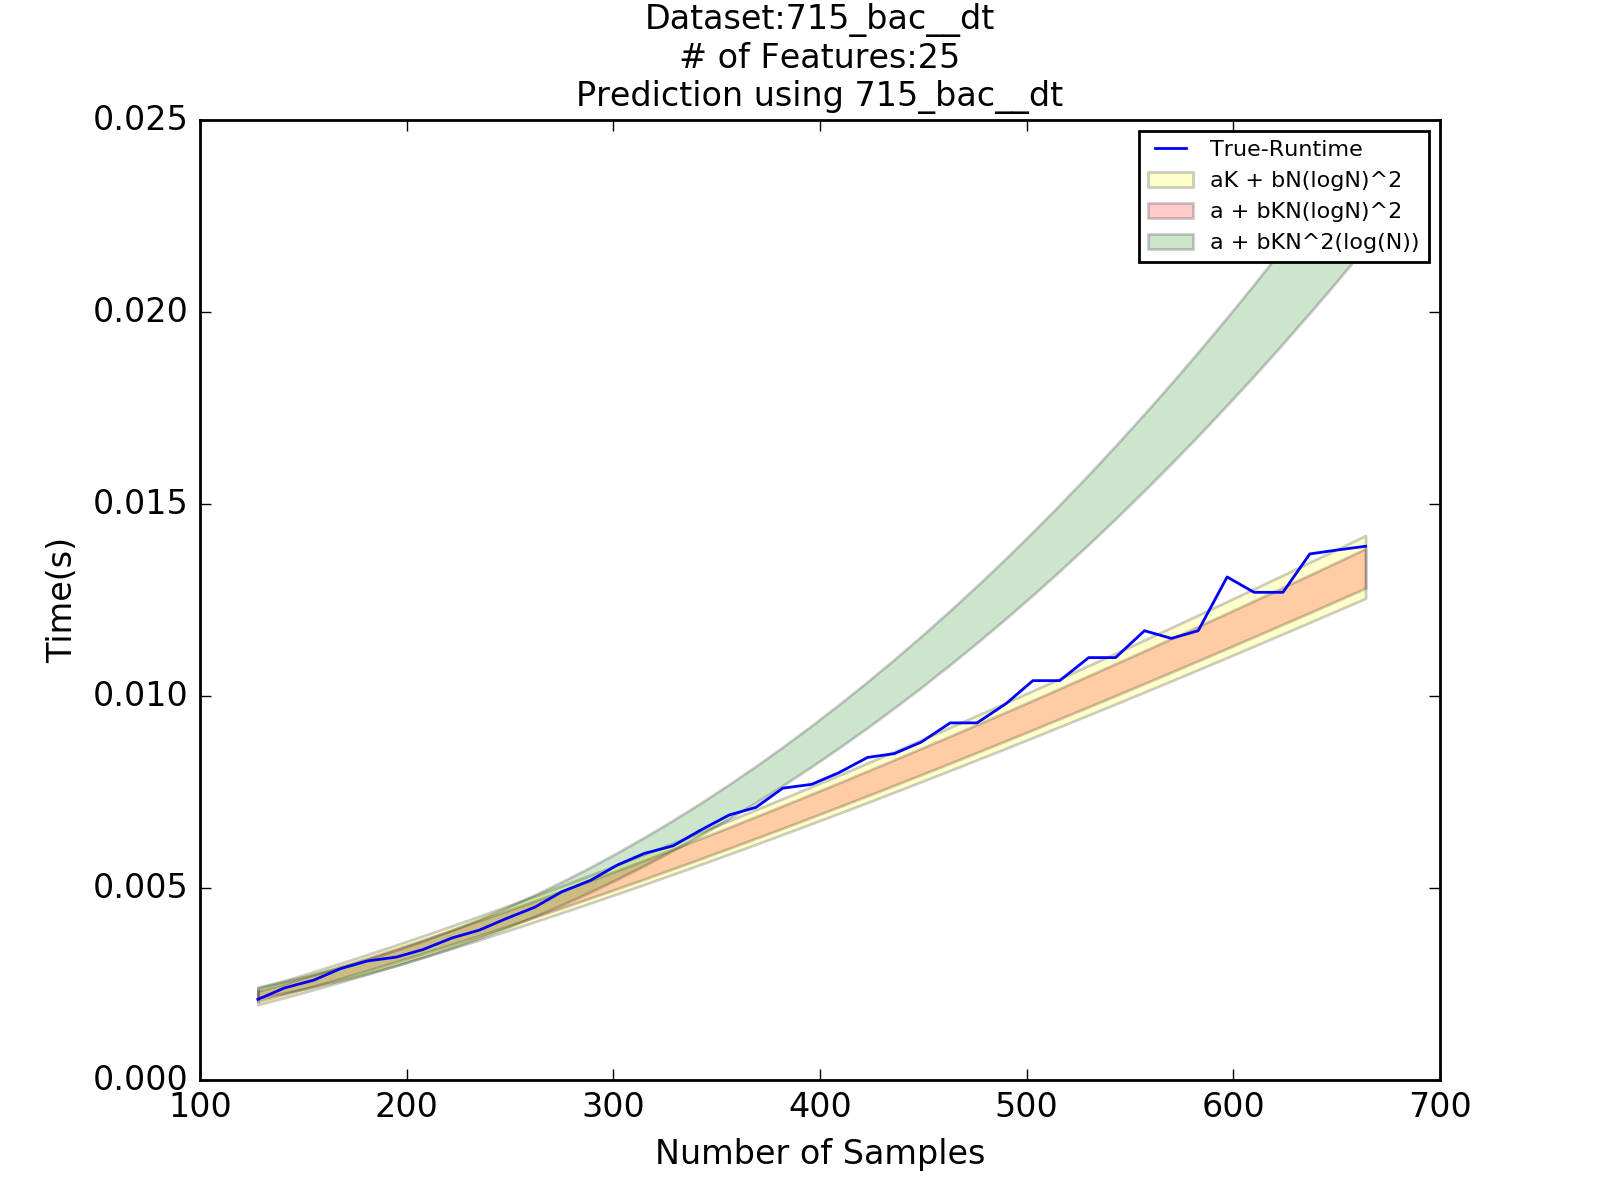 Dataset:715_bac__dt
# of Features:25
Prediction using 715_bac__dt
0.025
0.020
0.015
0.010
0.005
0.000
Time(s)
True-Runtime
aK + bN(logN)^2
a + bKN(logN)^2
a + bKN^2(log(N))
100 200 300 400 500 600 700
Number of Samples